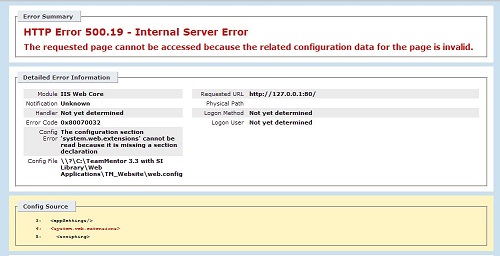 Error Summary
HTTP Error 500.19 - Internal Server Error
The requested page cannot be accessed because the related configuration data for the page is invalid.
Detailed Error Information
Module IIS Web Core
Notification Unknown
Handler Not yet determined
Error Code 0x80070032
Config Error The configuration section 'system.web.extensions' cannot be read because it is missing a section declaration
Config File \\?\C:\TeamMentor 3.3 with SI Library\Web Applications\TM_Website\web.config
Requested URL http://127.0.0.1:80/
Physical Path
Logon Method Not yet determined
Logon User Not yet determined
Config Source
3: <appSettings/>
4: <system.web.extensions>
5: <scripting>